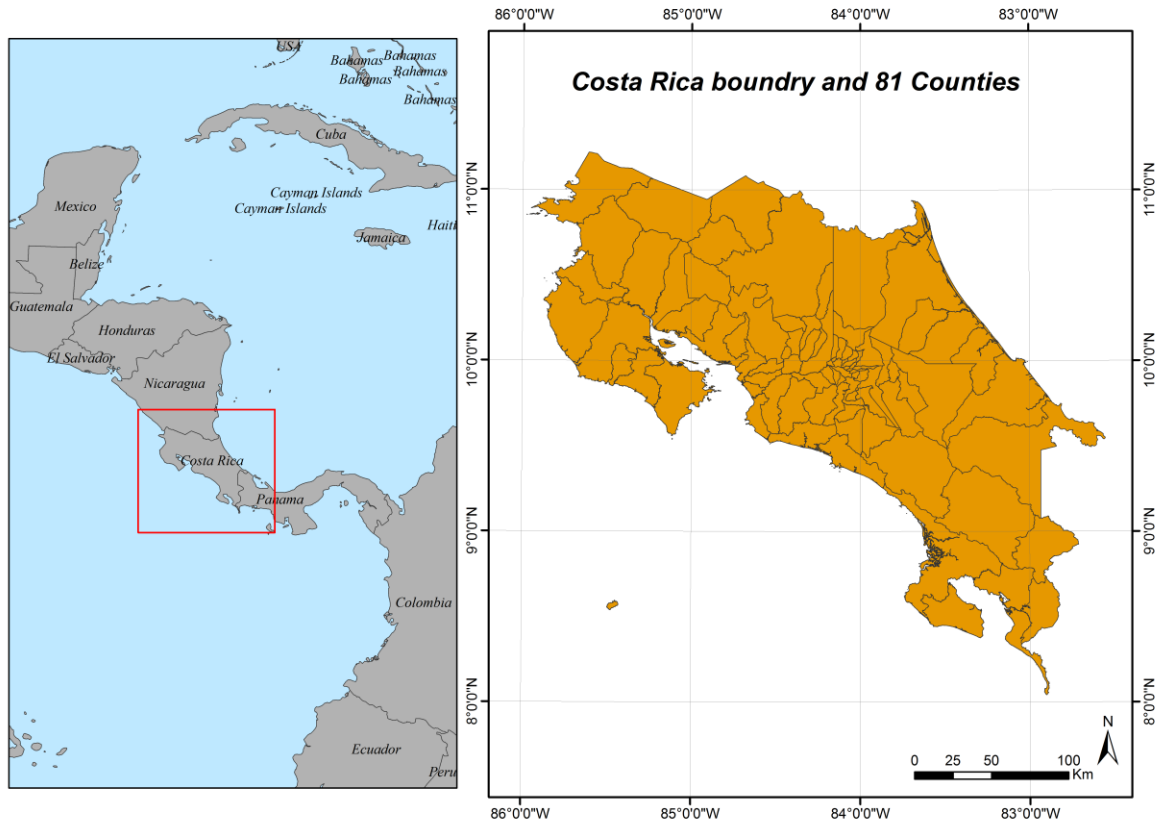 USA
Bahamas
Bahamas
Bahamas
Bahamas
Bahamas
Cuba
Cayman Islands
Cayman Islands
Mexico
Haiti
Jamaica
Belize
Guatemala
Honduras
El Salvador
Nicaragua
Costa Rica
Panama
Colombia
Ecuador
Peru
86°0'0"W 85°0'0"W 84°0'0"W 83°0'0"W
Costa Rica boundry and 81 Counties
11°0'0"N 11°0'0"N
10°0'0"N 10°0'0"N
9°0'0"N 9°0'0"N
8°0'0"N 8°0'0"N
N
0 25 50 100
Km
86°0'0"W 85°0'0"W 84°0'0"W 83°0'0"W